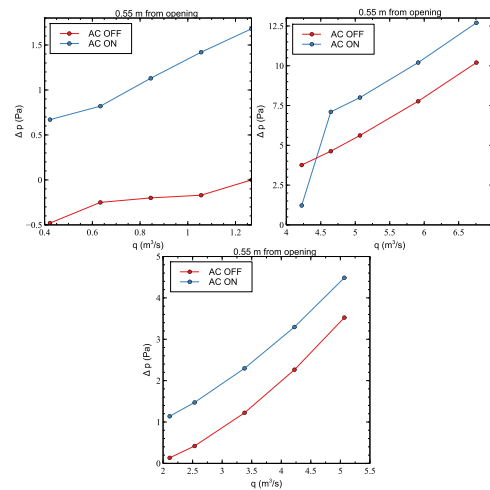 0.55 m from opening
AC OFF
AC ON
Δ p (Pa)
1.5
1
0.5
0
−0.5
0.4
0.6
0.8
1.0
1.2
q (m³/s)
AC OFF
AC ON
Δ p (Pa)
12.5
10
7.5
5
2.5
0
4
4.5
5
5.5
6
6.5
q (m³/s)
0.55 m from opening
0.55 m from opening
AC OFF
AC ON
Δ p (Pa)
5
4
3
2
1
0
2
2.5
3
3.5
4
4.5
5
5.5
q (m³/s)